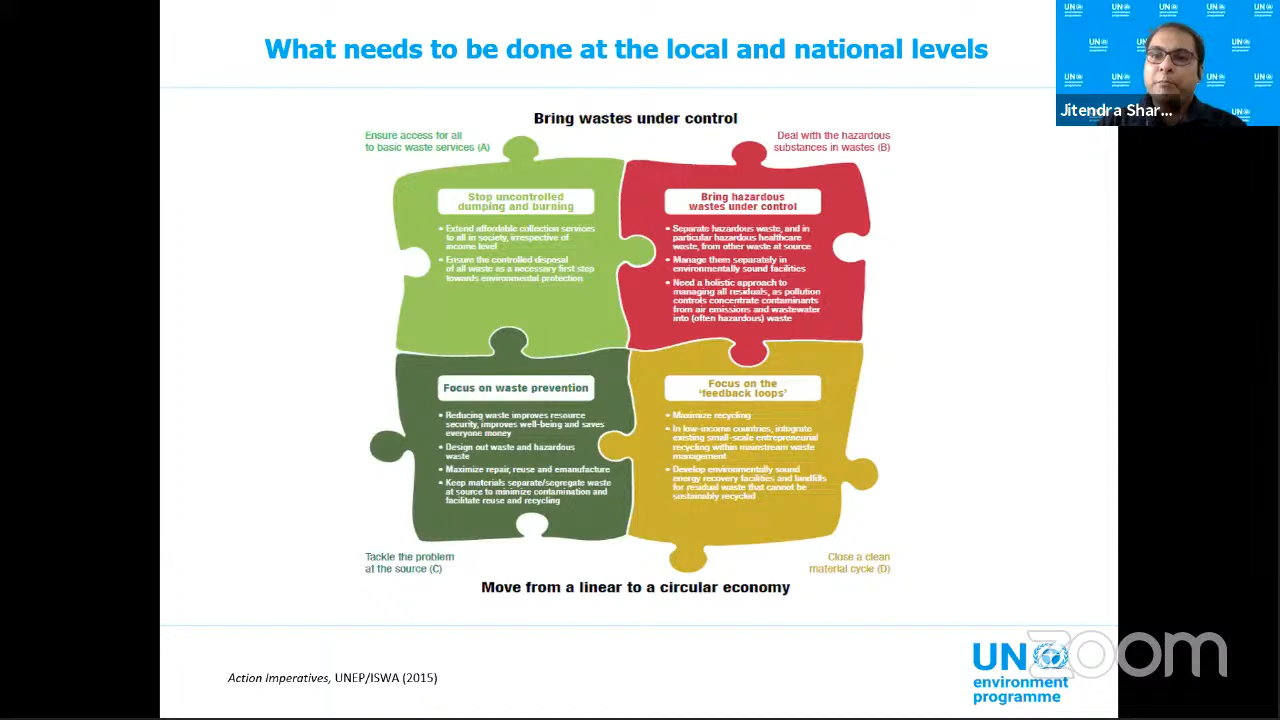 What needs to be done at the local and national levels
Jitendra Shar...
Bring wastes under control
Ensure access for all
to basic waste services (A)
Deal with the hazardous
substances in wastes (B)
Stop uncontrolled
dumping and burning
• Extend affordable collection services
to all in society, irrespective of
income level
• Ensure the controlled disposal
of all waste as a necessary first step
towards environmental protection
Bring hazardous
wastes under control
• Separate hazardous waste, and in
particular hazardous healthcare
waste, from other waste at source
• Manage them separately in
environmentally sound facilities
• Need a holistic approach to
managing all residuals, as pollution
controls concentrate contaminants
from air emissions and wastewater
into (often hazardous) waste
Focus on waste prevention
• Reducing waste improves resource
security, improves well-being and saves
everyone money
• Design out waste and hazardous
waste
• Maximize repair, reuse and emanufacture
• Keep materials separate/segregate waste
at source to minimize contamination and
facilitate reuse and recycling
Focus on the
'feedback loops'
• Maximize recycling
• In low-income countries, integrate
existing small-scale entrepreneurial
recycling within mainstream waste
management
• Develop environmentally sound
energy recovery facilities and landfills
for residual waste that cannot be
sustainably recycled
Tackle the problem
at the source (C)
Close a clean
material cycle (D)
Move from a linear to a circular economy
Action Imperatives, UNEP/ISWA (2015)
UN
environment
programme
zoom